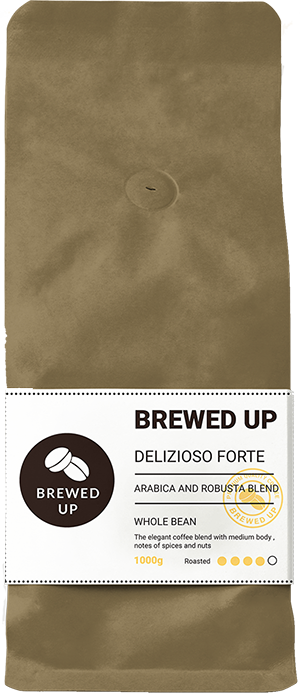 BREWED UP
DELIZIOSO FORTE
ARABICA AND ROBUSTA BLEND
WHOLE BEAN
The elegant coffee blend with medium body ,
notes of spices and nuts
1000g
Roasted
BREWED
UP
BREWED UP